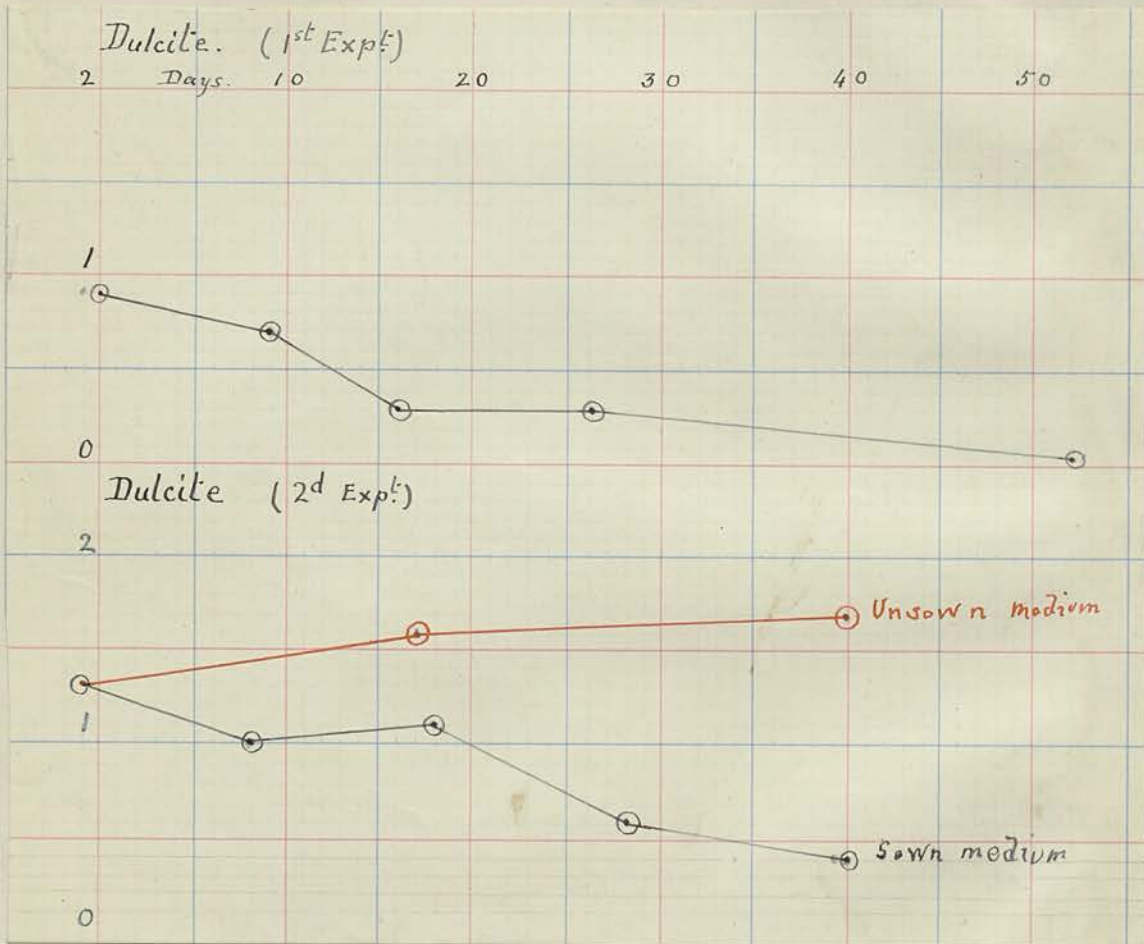 Dulcite. (1st Expt.)
2 Days. 10 20 30 40 50
1
0
Dulcite (2d Expt.)
2
Unsown medium
1
Sown medium
0